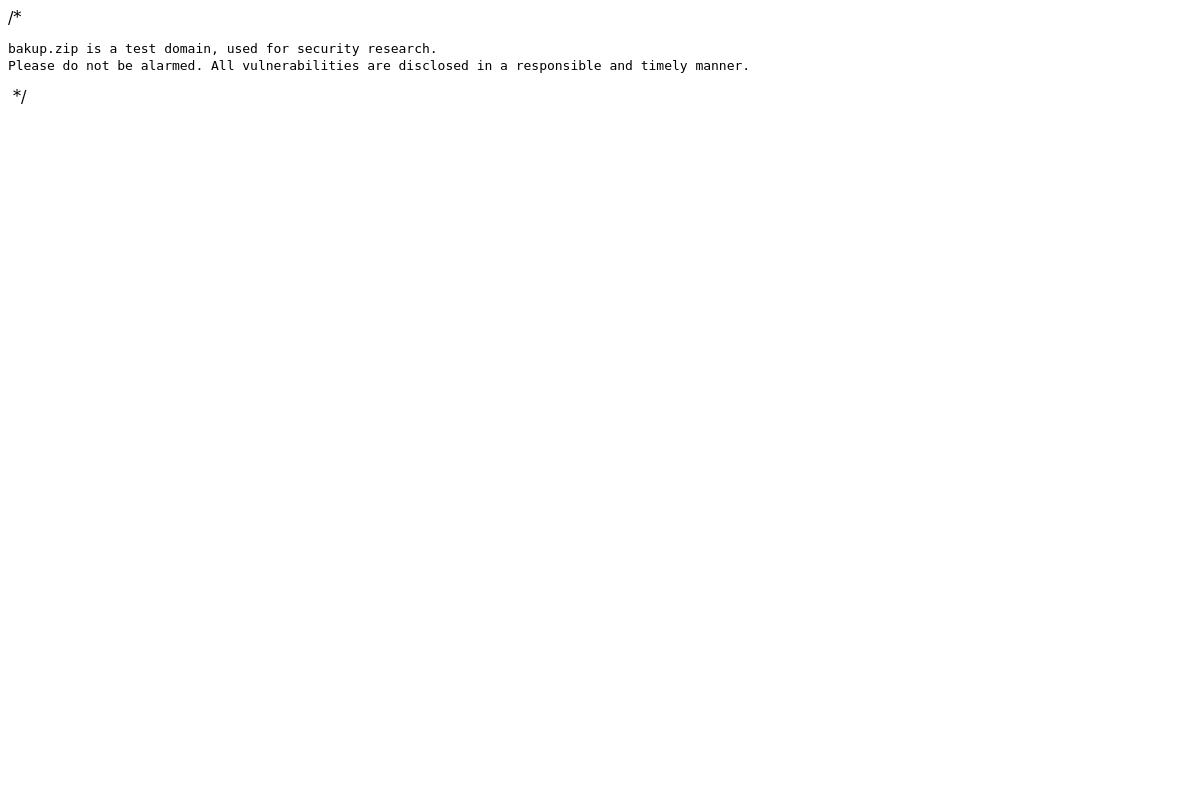 /*
bakup.zip is a test domain, used for security research.
Please do not be alarmed. All vulnerabilities are disclosed in a responsible and timely manner.
*/